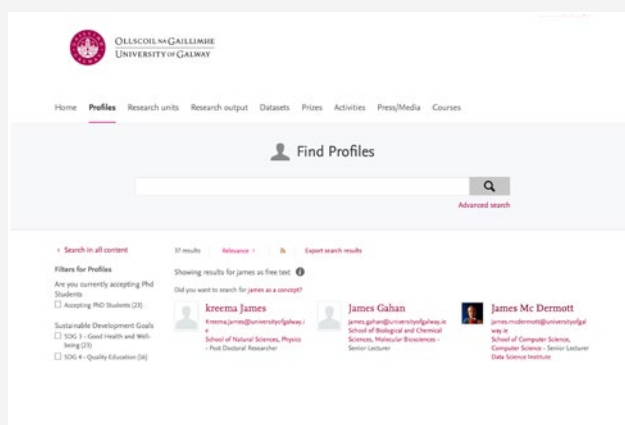 OLLSCOIL NA GAILLIMHE
UNIVERSITY OF GALWAY
Home Profiles Research units Research output Datasets Prizes Activities Press/Media Courses
Find Profiles
Advanced search
‹ Search in all content
37 results Relevance Export search results
Filters for Profiles
Are you currently accepting Phd
Students
Accepting PhD Students (23)
Sustainable Development Goals
SDG 3 - Good Health and Well-
being (23)
SDG 4 - Quality Education (16)
Showing results for james as free text
Did you want to search for james as a concept?
kreema James
Kreema.james@universityofgalway.i
e
School of Natural Sciences, Physics
- Post Doctoral Researcher
James Gahan
james.gahan@universityofgalway.ie
School of Biological and Chemical
Sciences, Molecular Biosciences -
Senior Lecturer
James Mc Dermott
james.mcdermott@universityofgal
way.ie
School of Computer Science,
Computer Science - Senior Lecturer
Data Science Institute